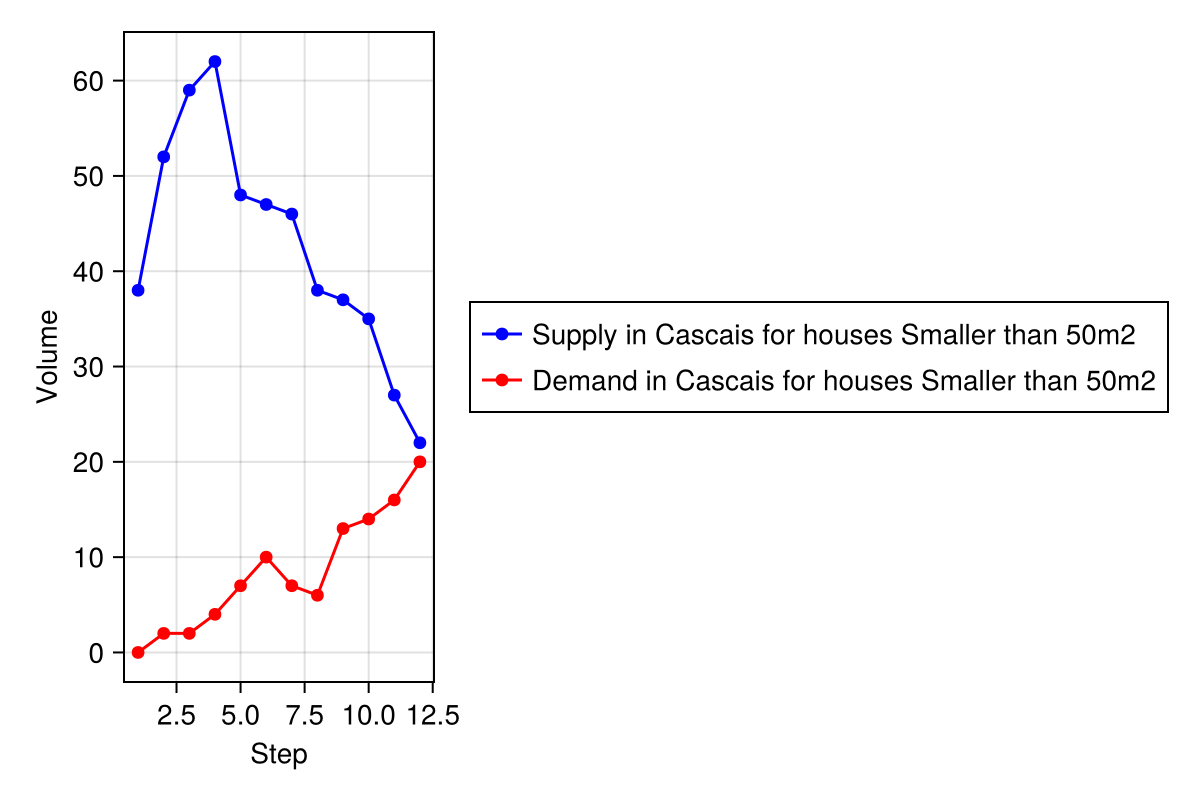 60
50
40
30
20
10
0
Volume
2.5 5.0 7.5 10.0 12.5
Step
Supply in Cascais for houses Smaller than 50m2
Demand in Cascais for houses Smaller than 50m2